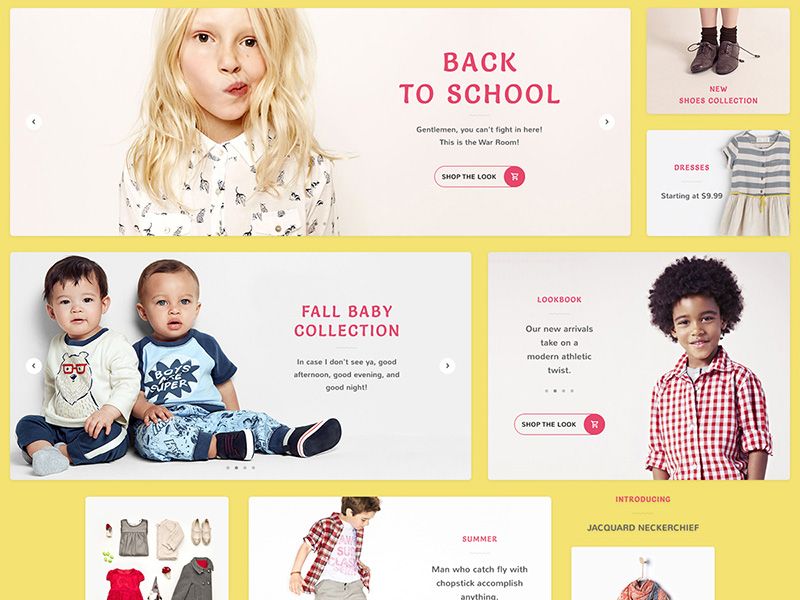 BACK
TO SCHOOL
Gentlemen, you can't fight in here!
This is the War Room!
SHOP THE LOOK
NEW
SHOES COLLECTION
DRESSES
Starting at $9.99
FALL BABY
COLLECTION
In case I don't see ya, good
afternoon, good evening, and
good night!
BOYS
ARE
SUPER
LOOKBOOK
Our new arrivals
take on a
modern athletic
twist.
SHOP THE LOOK
SUMMER
Man who catch fly with
chopstick accomplish
anything.
INTRODUCING
JACQUARD NECKERCHIEF